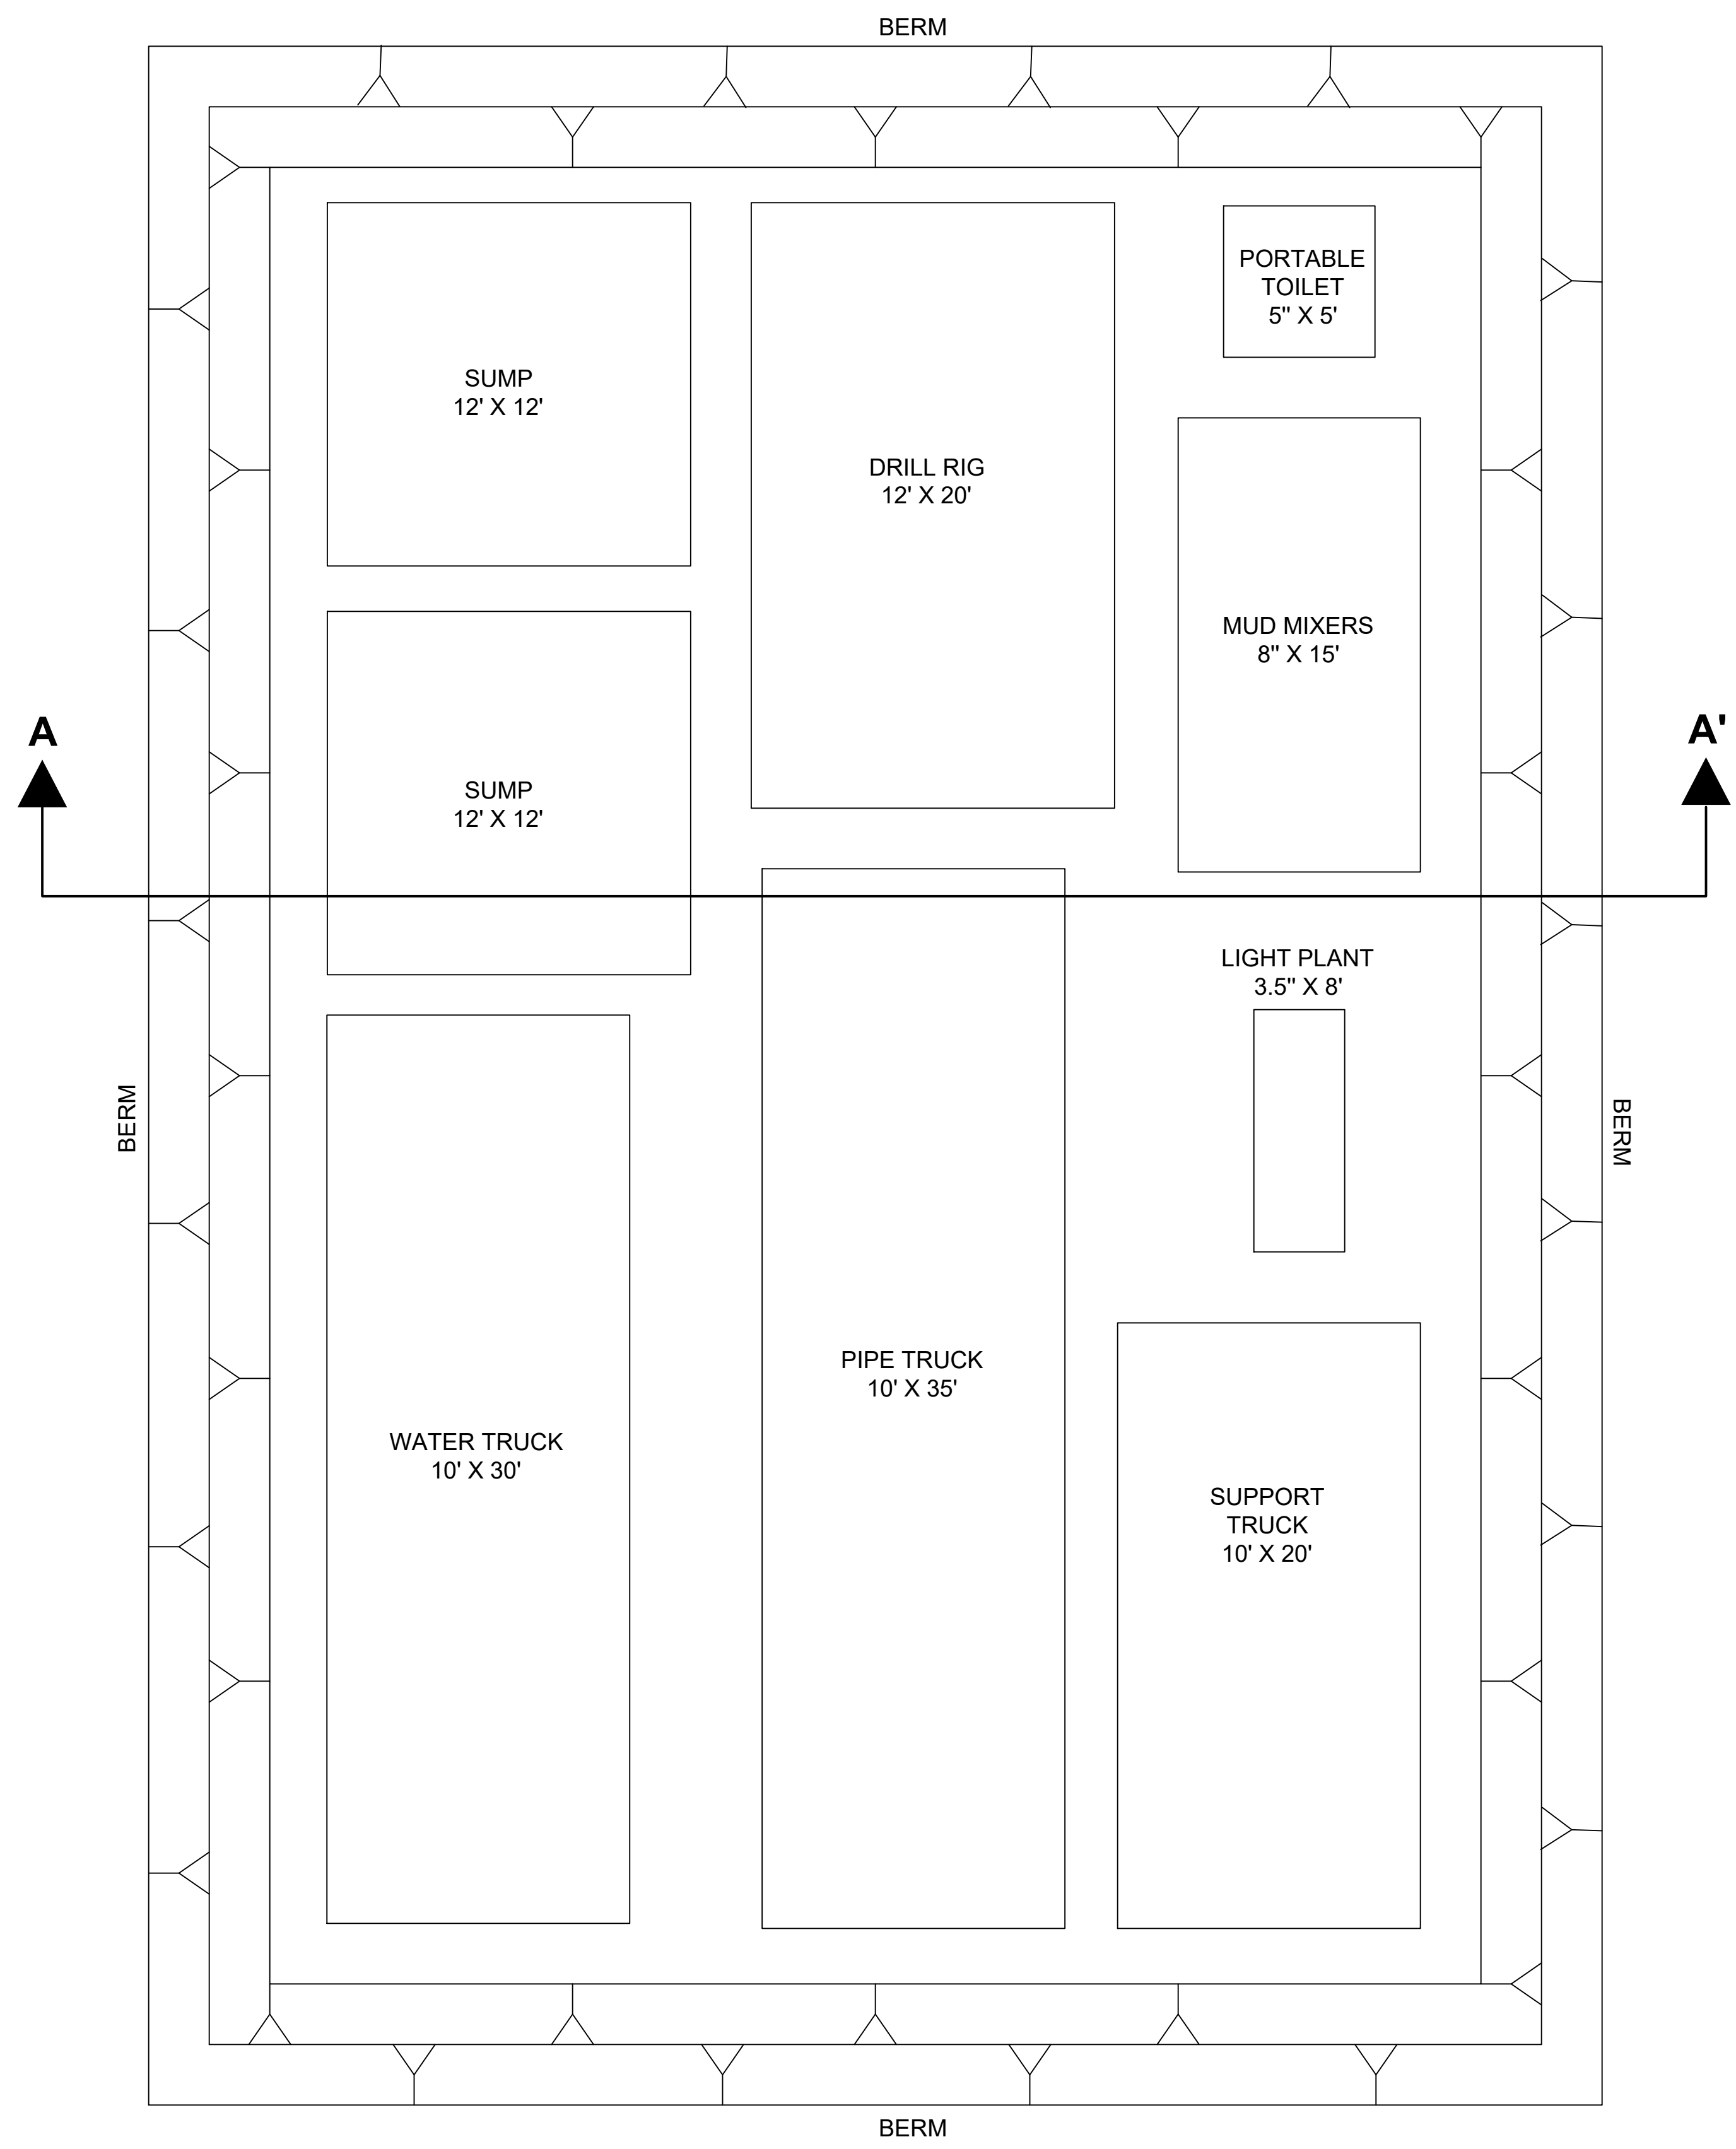 BERM
PORTABLE
TOILET
5" X 5'
SUMP
12' X 12'
DRILL RIG
12' X 20'
MUD MIXERS
8" X 15'
A
A'
SUMP
12' X 12'
LIGHT PLANT
3.5" X 8'
BERM
BERM
PIPE TRUCK
10' X 35'
WATER TRUCK
10' X 30'
SUPPORT
TRUCK
10' X 20'
BERM